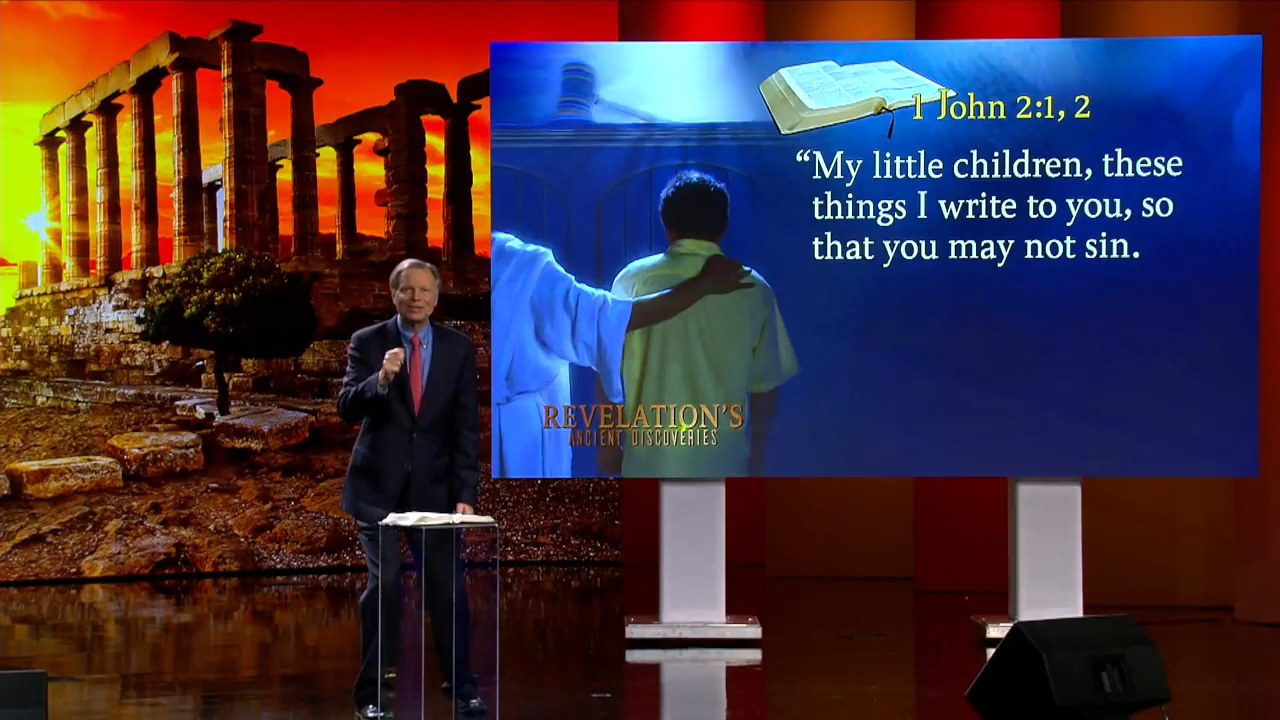 1 John 2:1, 2
“My little children, these
things I write to you, so
that you may not sin.
REVELATION'S
ANCIENT DISCOVERIES